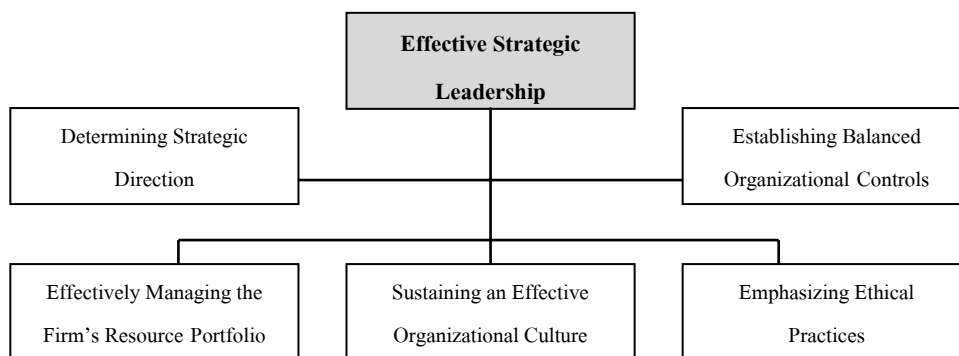 Effective Strategic
Leadership
Determining Strategic
Direction
Establishing Balanced
Organizational Controls
Effectively Managing the
Firm’s Resource Portfolio
Sustaining an Effective
Organizational Culture
Emphasizing Ethical
Practices